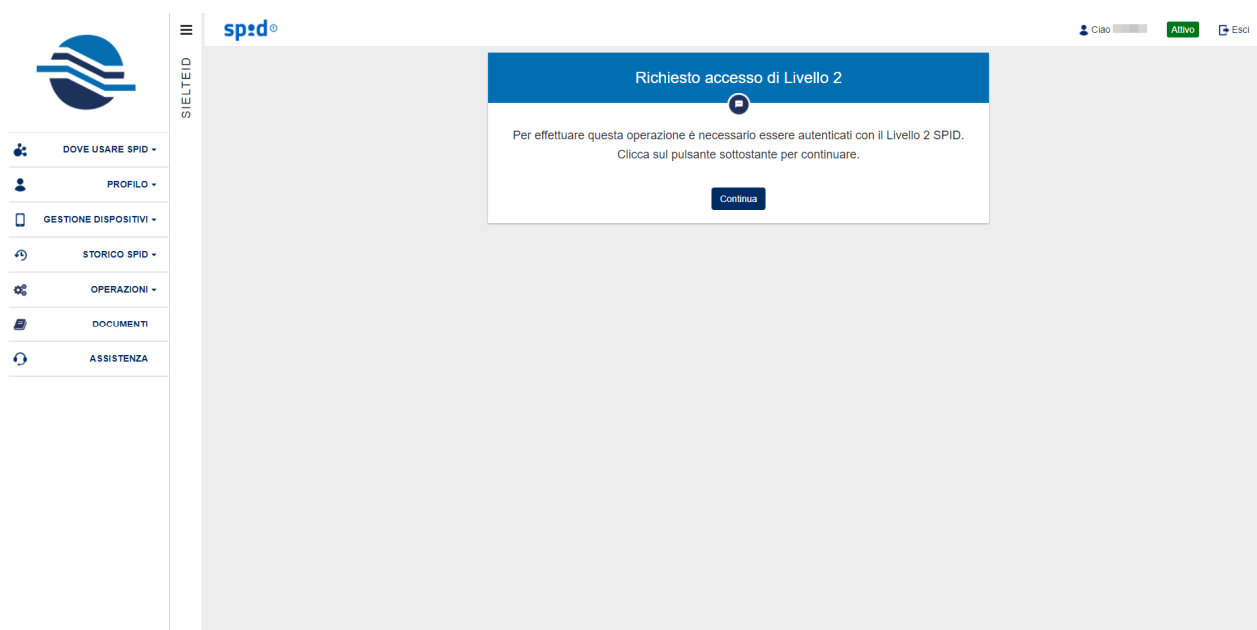 spid
Ciao
Attivo
Esci
SIELTEID
DOVE USARE SPID
PROFILO
GESTIONE DISPOSITIVI
STORICO SPID
OPERAZIONI
DOCUMENTI
ASSISTENZA
Richiesto accesso di Livello 2
Per effettuare questa operazione è necessario essere autenticati con il Livello 2 SPID.
Clicca sul pulsante sottostante per continuare.
Continua